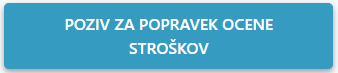 POZIV ZA POPRAVEK OCENE
STROŠKOV